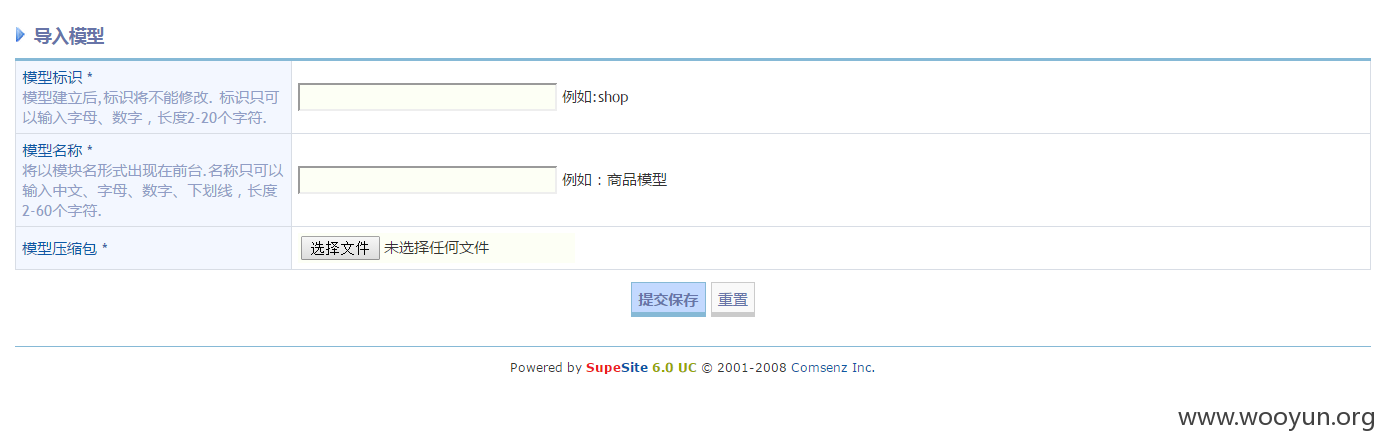 导入模型
模型标识 *
模型建立后,标识将不能修改. 标识只可
以输入字母、数字，长度2-20个字符.
例如:shop
模型名称 *
将以模块名形式出现在前台.名称只可以
输入中文、字母、数字、下划线，长度
2-60个字符.
例如：商品模型
模型压缩包 *
选择文件 未选择任何文件
提交保存 重置
Powered by SupeSite 6.0 UC © 2001-2008 Comsenz Inc.
www.wooyun.org